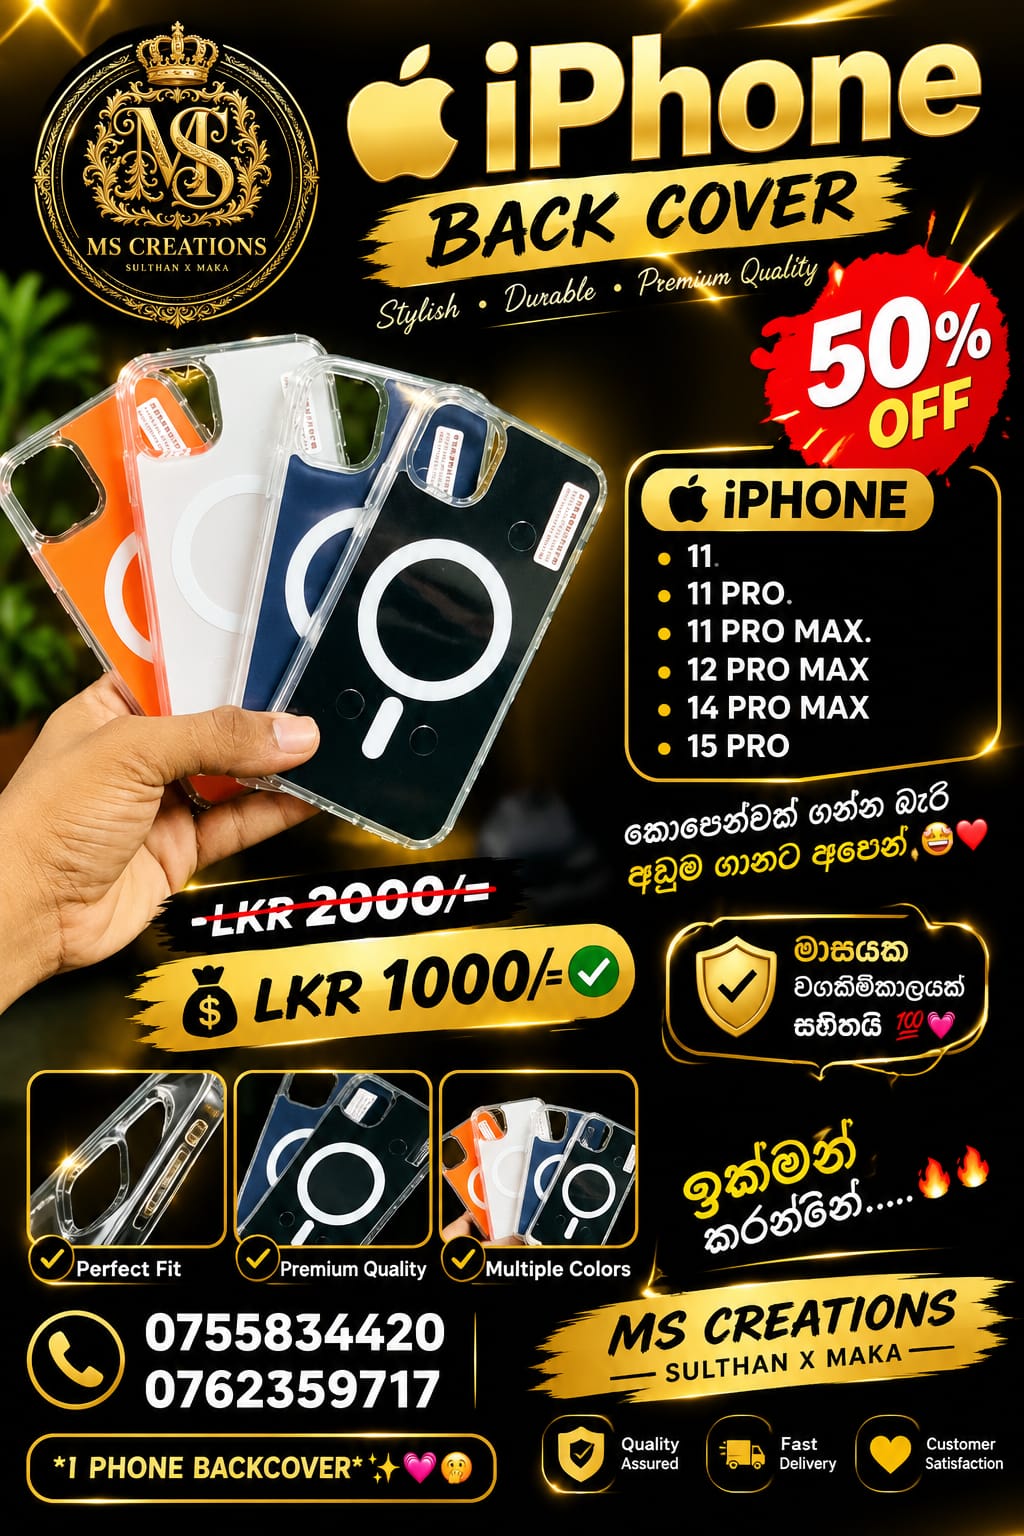 MS
MS CREATIONS
SULTHAN X MAKA
iPhone
BACK COVER
Stylish • Durable • Premium Quality
50%
OFF
iPHONE
• 11.
• 11 PRO.
• 11 PRO MAX.
• 12 PRO MAX
• 14 PRO MAX
• 15 PRO
කොපෙන්වක් ගන්න බැරි
අඩුම ගානට අපෙන් 🤩❤️
-LKR 2000/=
LKR 1000/=✅
මාසයක
වගකිමිකාලයක්
සහිතයි 💯💗
Perfect Fit
Premium Quality
Multiple Colors
ඉක්මන්
කරන්නේ.....🔥🔥
0755834420
0762359717
MS CREATIONS
— SULTHAN X MAKA —
*1 PHONE BACKCOVER*✨💗🤫
Quality
Assured
Fast
Delivery
Customer
Satisfaction